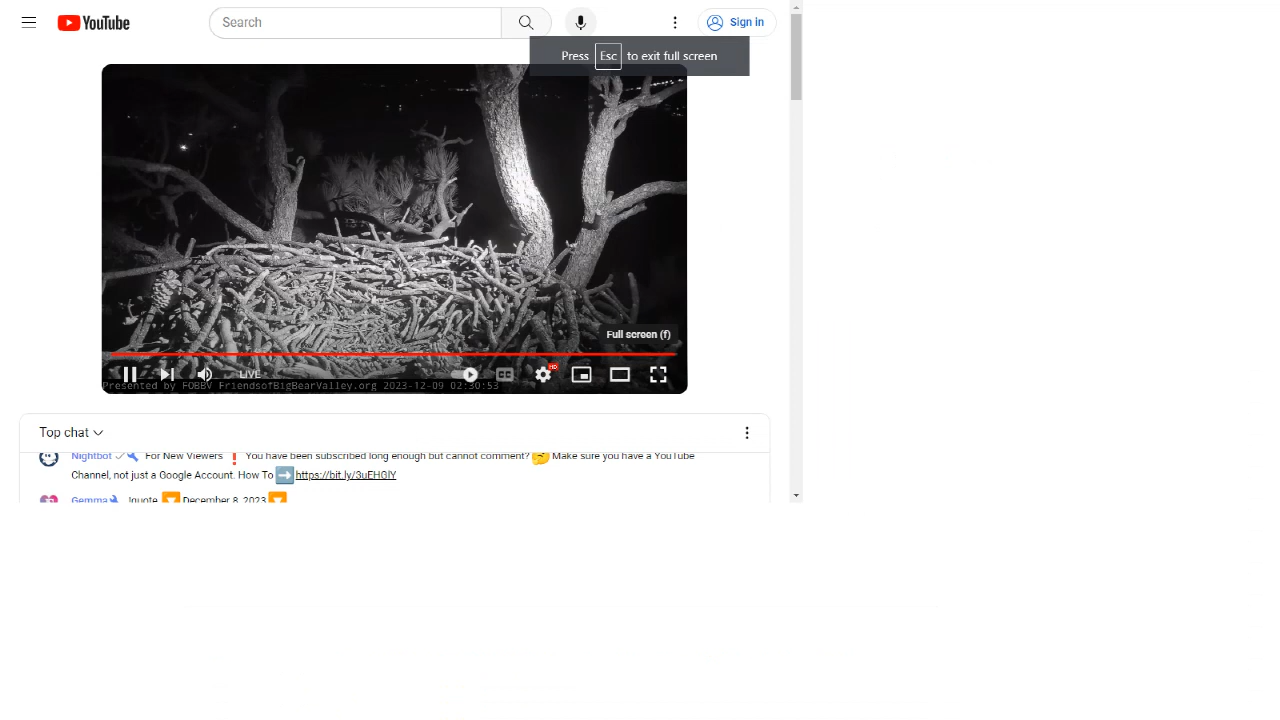 YouTube
Search
Sign in
Press Esc to exit full screen
Full screen (f)
LIVE
CC
HD
Presented by FOBBV FriendsofBigBearValley.org 2023-12-09 02:30:53
Top chat
Nightbot For New Viewers ❗ You have been subscribed long enough but cannot comment? 🤔 Make sure you have a YouTube
Channel, not just a Google Account. How To ➡️ https://bit.ly/3uEHGlY
Gemma !quote 🔽 December 8, 2023 🔽